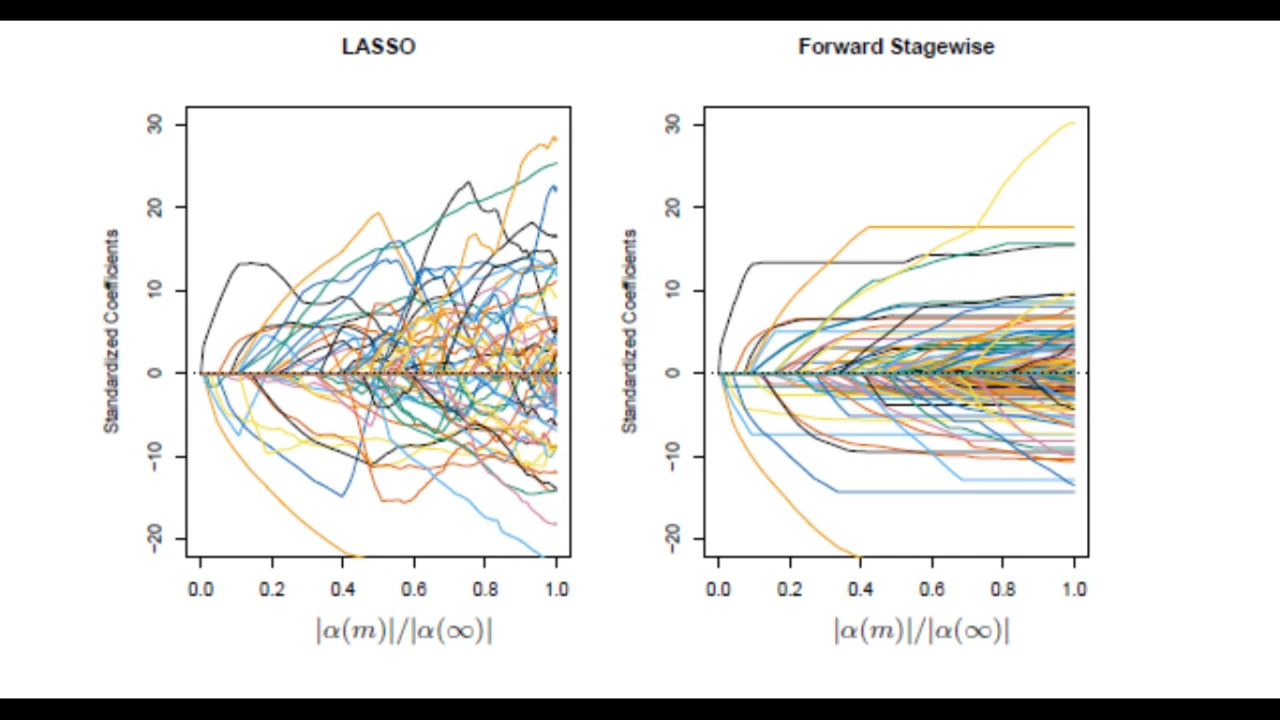 LASSO
Forward Stagewise
Standardized Coefficients
30
20
10
0
−10
−20
0.0 0.2 0.4 0.6 0.8 1.0
|α(m)|/|α(∞)|
Standardized Coefficients
30
20
10
0
−10
−20
0.0 0.2 0.4 0.6 0.8 1.0
|α(m)|/|α(∞)|